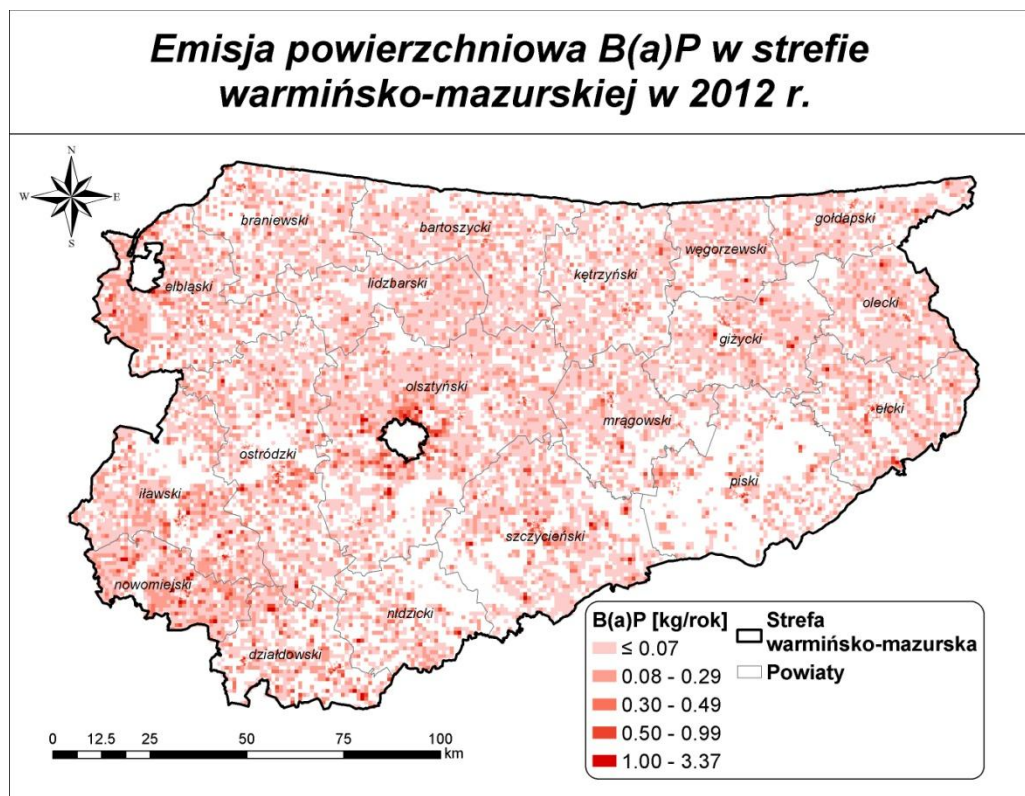 Emisja powierzchniowa B(a)P w strefie
warmińsko-mazurskiej w 2012 r.
N
W
E
S
braniewski
bartoszycki
gołdapski
węgorzewski
kętrzyński
elbląski
lidzbarski
olecki
giżycki
olsztyński
mrągowski
ełcki
ostródzki
piski
iławski
szczycieński
nowomiejski
nidzicki
działdowski
B(a)P [kg/rok]
≤ 0.07
0.08 - 0.29
0.30 - 0.49
0.50 - 0.99
1.00 - 3.37
Strefa
warmińsko-mazurska
Powiaty
0 12.5 25 50 75 100
km